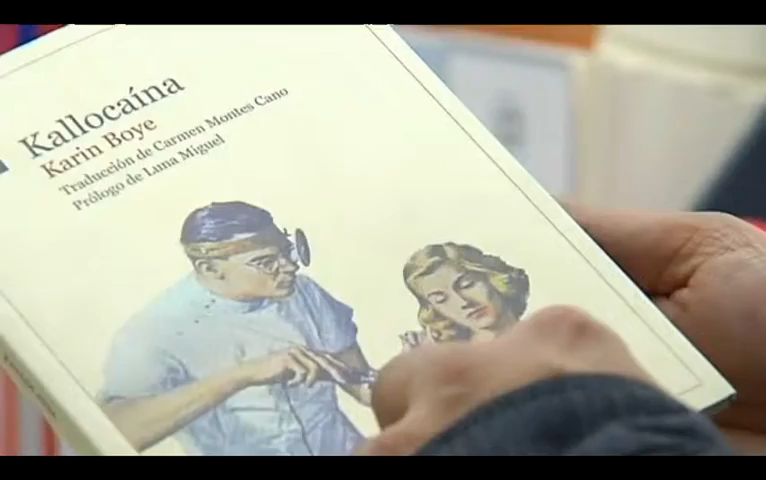 Kallocaína
Karin Boye
Traducción de Carmen Montes Cano
Prólogo de Luna Miguel